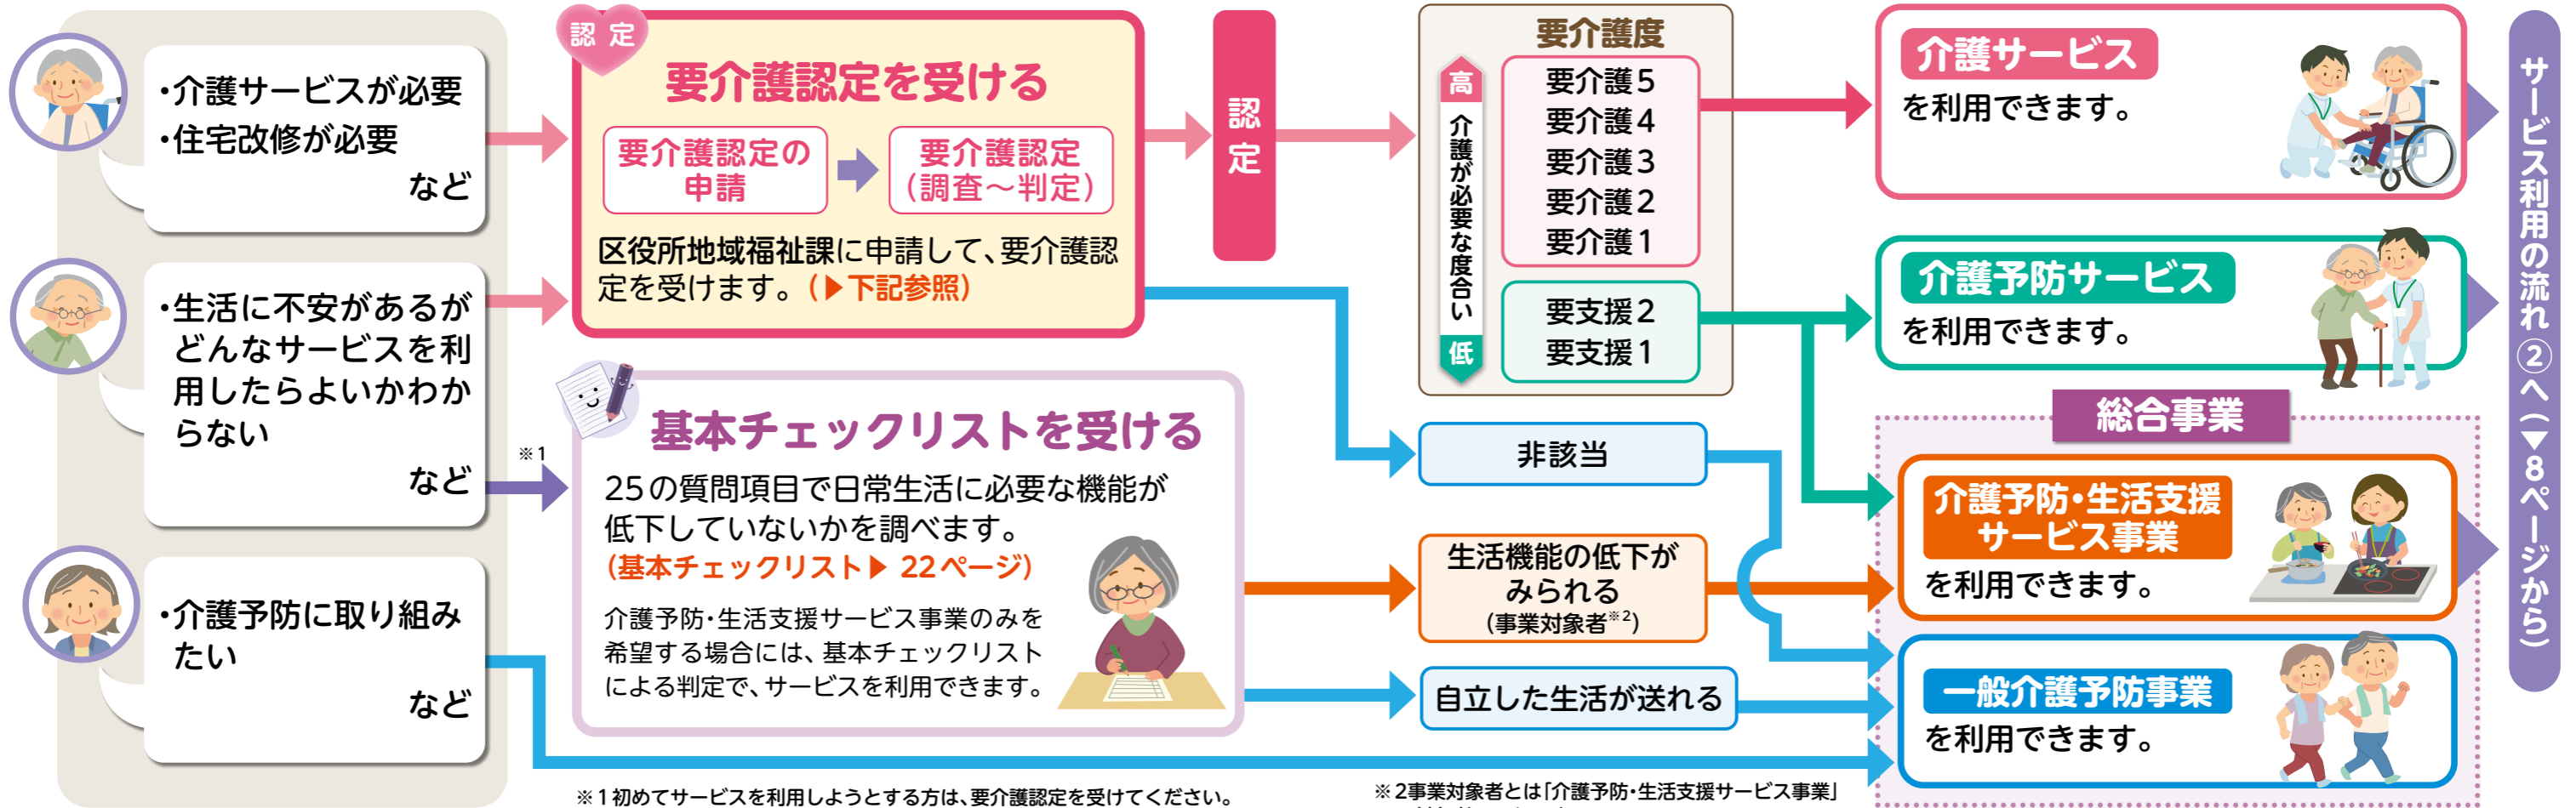 ・介護サービスが必要
・住宅改修が必要
など
・生活に不安があるが
どんなサービスを利
用したらよいかわか
らない
など
・介護予防に取り組み
たい
など
認定
要介護認定を受ける
要介護認定の
申請
要介護認定
（調査～判定）
区役所地域福祉課に申請して、要介護認
定を受けます。（▶下記参照）
※1
基本チェックリストを受ける
25の質問項目で日常生活に必要な機能が
低下していないかを調べます。
（基本チェックリスト▶ 22ページ）
介護予防・生活支援サービス事業のみを
希望する場合には、基本チェックリスト
による判定で、サービスを利用できます。
※1初めてサービスを利用しようとする方は、要介護認定を受けてください。
認定
要介護度
高
介護が必要な度合い
低
要介護5
要介護4
要介護3
要介護2
要介護1
要支援2
要支援1
非該当
生活機能の低下が
みられる
（事業対象者※2）
自立した生活が送れる
※2事業対象者とは「介護予防・生活支援サービス事業」
介護サービス
を利用できます。
介護予防サービス
を利用できます。
総合事業
介護予防・生活支援
サービス事業
を利用できます。
一般介護予防事業
を利用できます。
サービス利用の流れ②へ（▼8ページから）